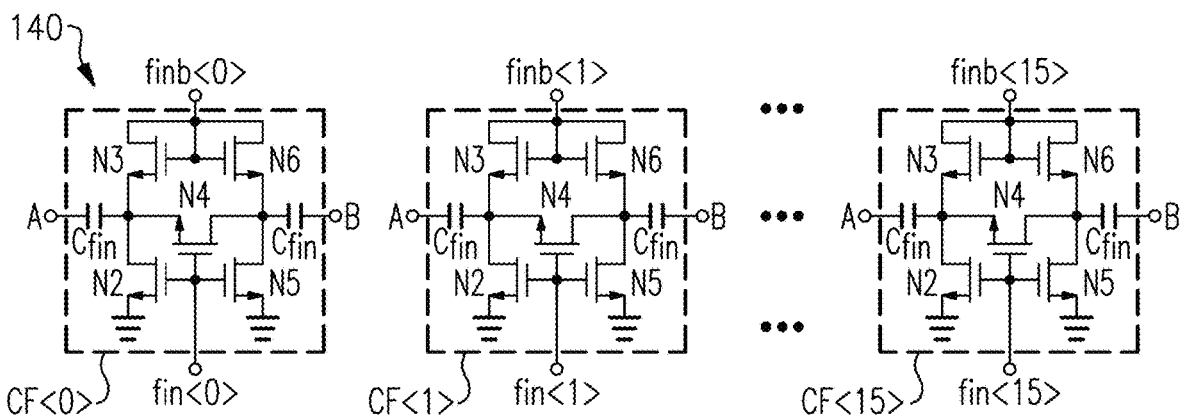 140
finb<0>
finb<1>
finb<15>
N3 N6
N3 N6
N3 N6
N4
N4
N4
A B
A B
A B
Cfin Cfin
Cfin Cfin
Cfin Cfin
N2 N5
N2 N5
N2 N5
CF<0>
fin<0>
CF<1>
fin<1>
CF<15>
fin<15>